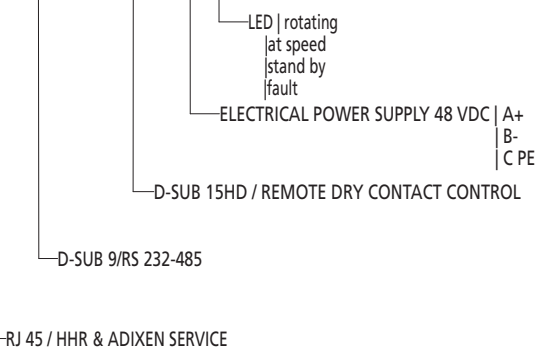 LED | rotating
|at speed
|stand by
|fault
ELECTRICAL POWER SUPPLY 48 VDC | A+
| B-
| C PE
D-SUB 15HD / REMOTE DRY CONTACT CONTROL
D-SUB 9/RS 232-485
RJ 45 / HHR & ADIXEN SERVICE